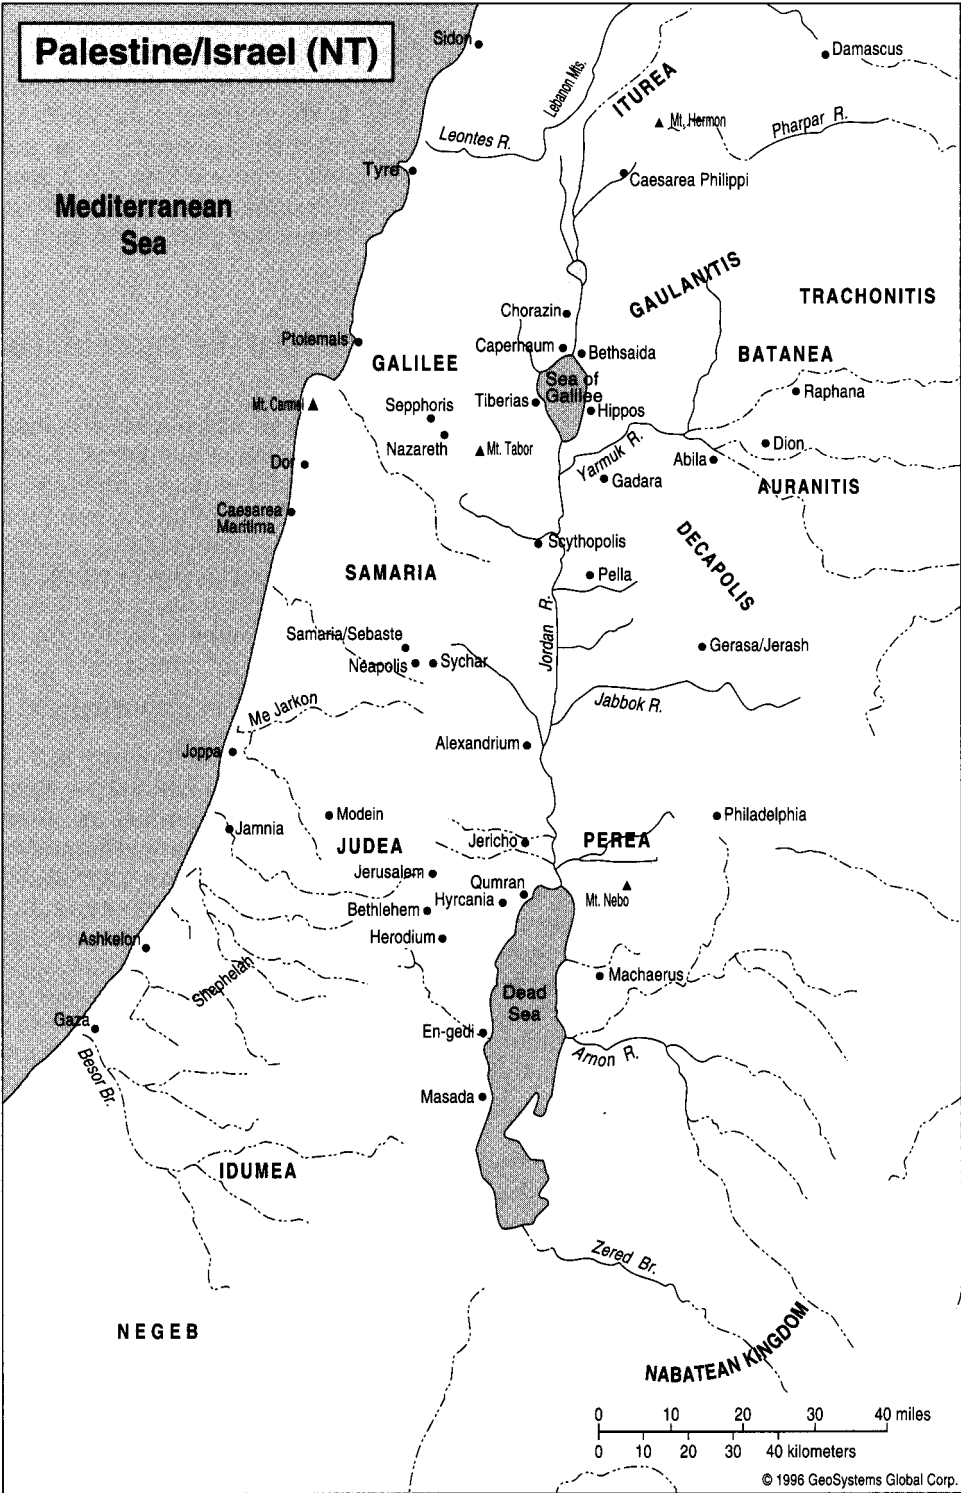 Palestine/Israel (NT)
Sidon
Damascus
Lebanon Mts.
ITUREA
Mt. Hermon
Pharpar R.
Leontes R.
Tyre
Caesarea Philippi
Mediterranean
Sea
GAULANITIS
TRACHONITIS
Chorazin
Ptolemais
Capernaum
Bethsaida
GALILEE
BATANEA
Sea of
Galilee
Raphana
Mt. Carmel
Sepphoris
Tiberias
Hippos
Nazareth
Mt. Tabor
Yarmuk R.
Dion
Abila
Dor
Gadara
AURANITIS
Caesarea
Maritima
Scythopolis
DECAPOLIS
SAMARIA
Pella
Samaria/Sebaste
Jordan R.
Gerasa/Jerash
Neapolis
Sychar
Me Jarkon
Jabbok R.
Joppa
Alexandrium
Modein
Philadelphia
Jamnia
JUDEA
Jericho
PEREA
Jerusalem
Qumran
Hyrcania
Mt. Nebo
Bethlehem
Herodium
Ashkelon
Shephelah
Machaerus
Dead
Sea
Gaza
En-gedi
Arnon R.
Besor Br.
Masada
IDUMEA
Zered Br.
NEGEB
NABATEAN KINGDOM
0 10 20 30 40 miles
0 10 20 30 40 kilometers
© 1996 GeoSystems Global Corp.